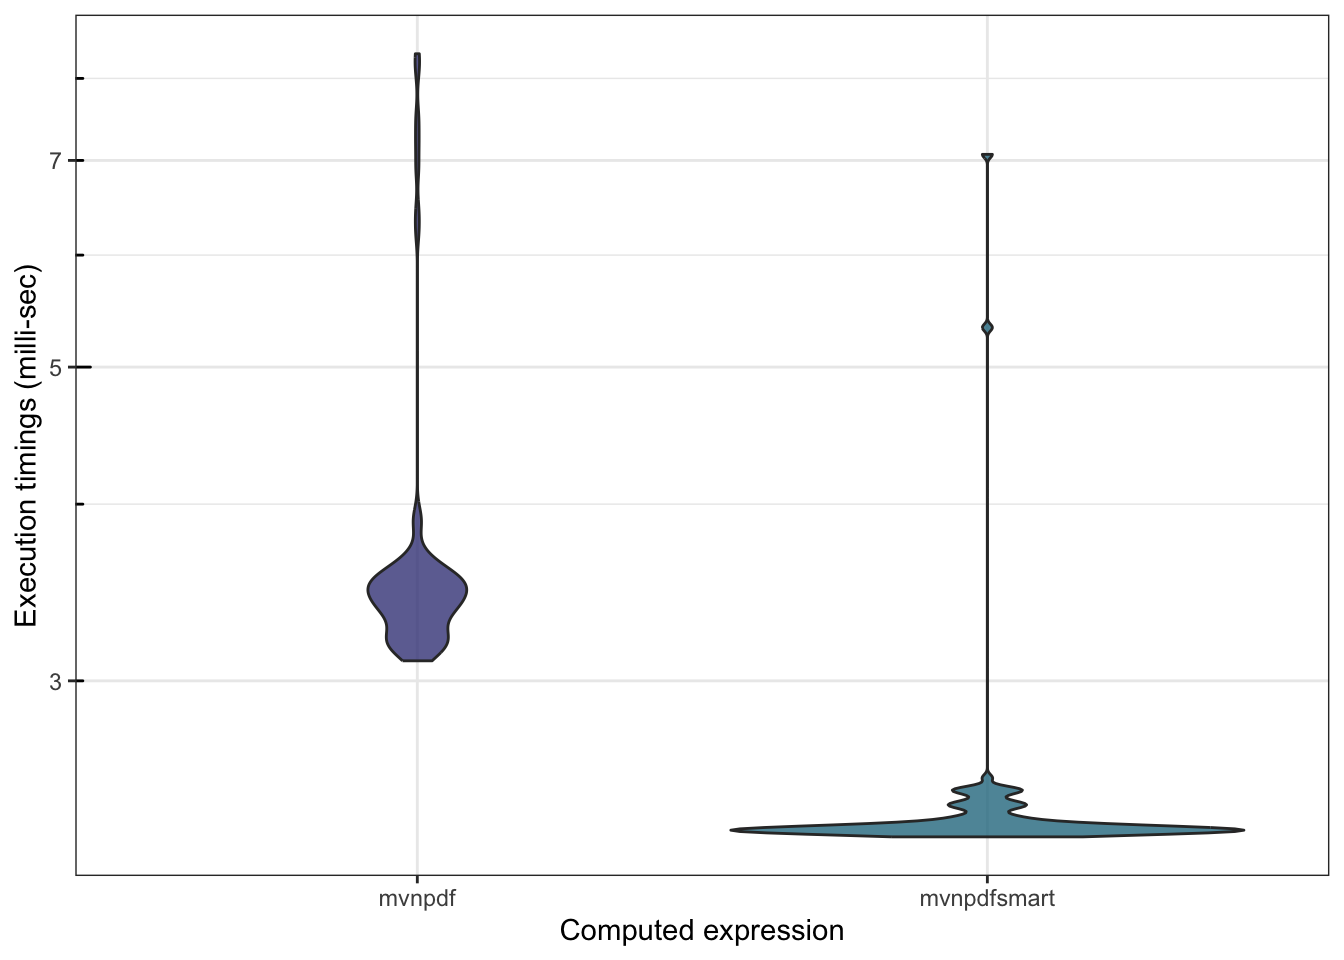 Execution timings (milli-sec)
7
5
3
mvnpdf
mvnpdfsmart
Computed expression